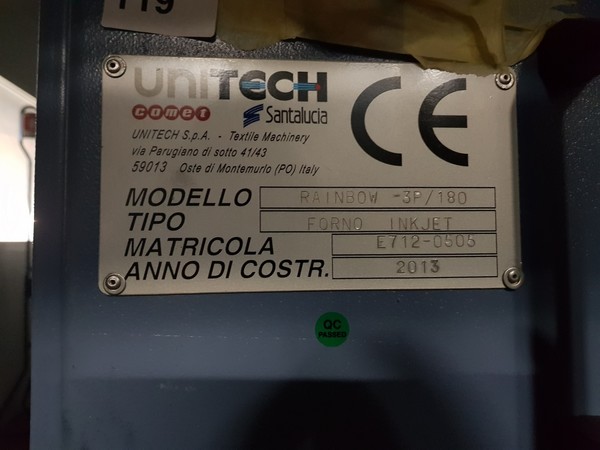 119
UNITECH
comet Santalucia
CE
UNITECH S.p.A. - Textile Machinery
via Parugiano di sotto 41/43
59013 Oste di Montemurlo (PO) Italy
MODELLO RAINBOW -3P/180
TIPO FORNO INKJET
MATRICOLA E712-0505
ANNO DI COSTR. 2013
QC
PASSED